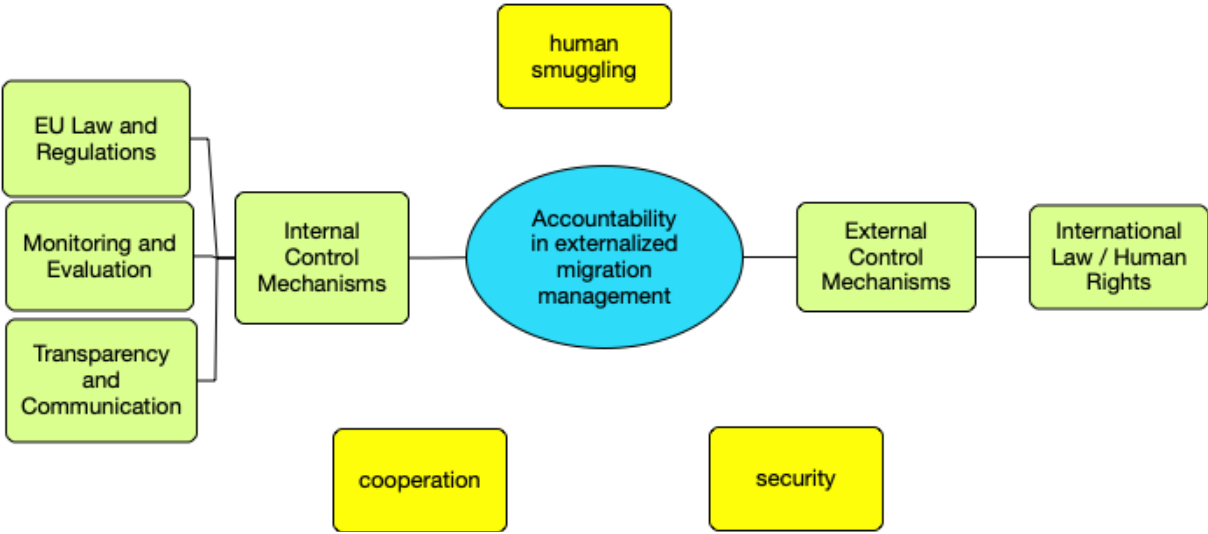 human
smuggling
EU Law and
Regulations
Monitoring and
Evaluation
Transparency
and
Communication
Internal
Control
Mechanisms
Accountability
in externalized
migration
management
External
Control
Mechanisms
International
Law / Human
Rights
cooperation
security